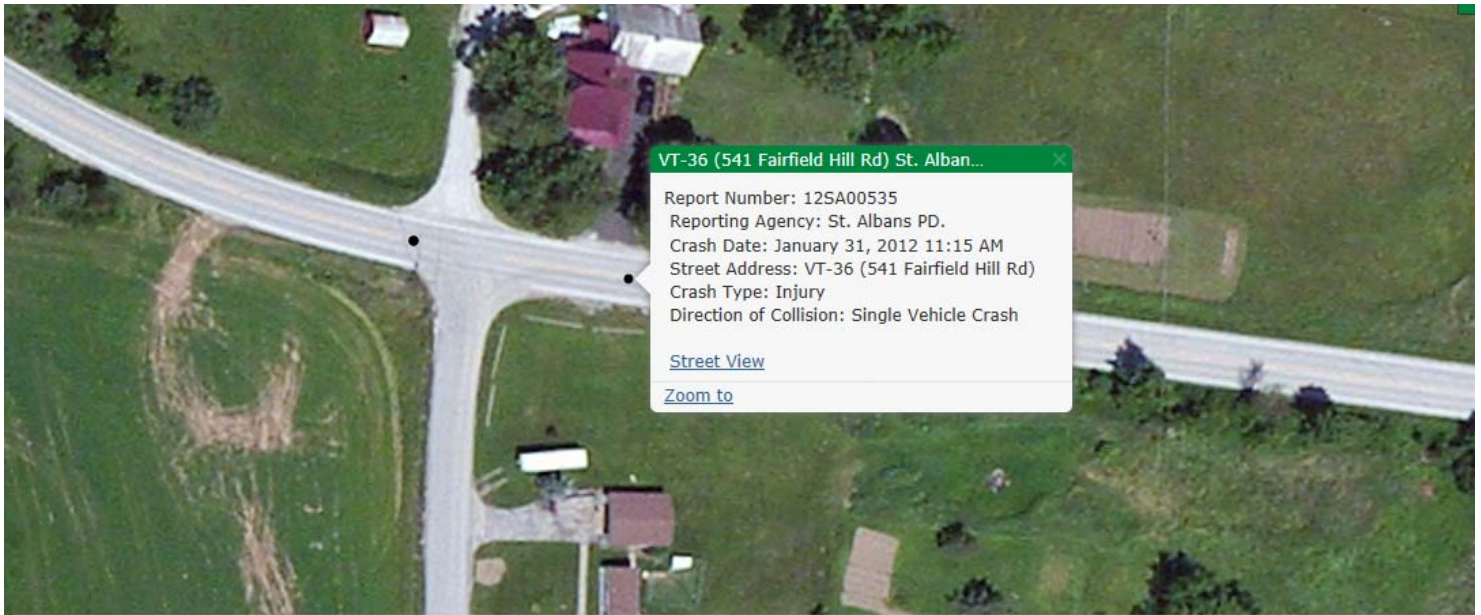 VT-36 (541 Fairfield Hill Rd) St. Alban...
Report Number: 12SA00535
Reporting Agency: St. Albans PD.
Crash Date: January 31, 2012 11:15 AM
Street Address: VT-36 (541 Fairfield Hill Rd)
Crash Type: Injury
Direction of Collision: Single Vehicle Crash
Street View
Zoom to